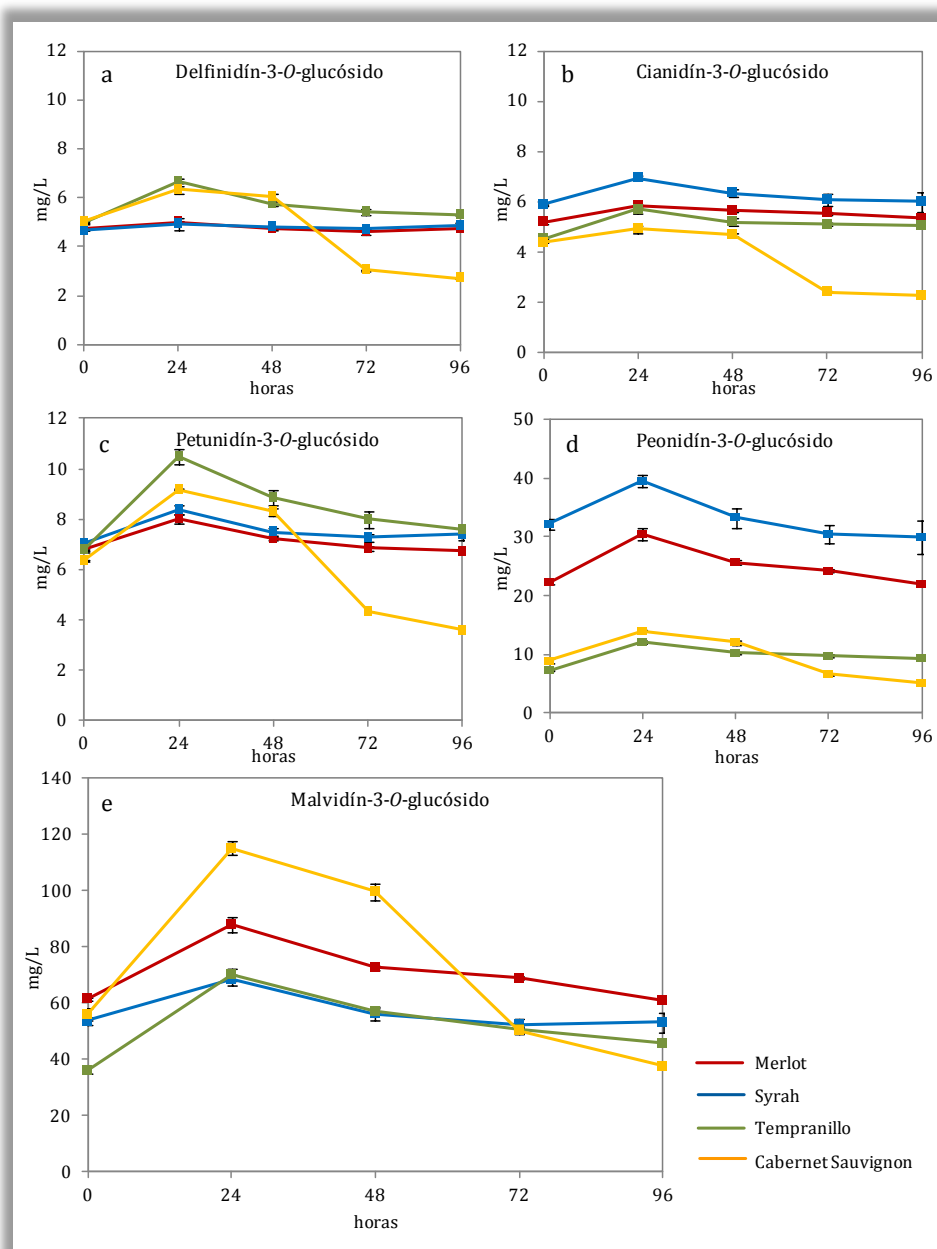 a Delfinidín-3-O-glucósido
12
10
8
6
4
2
0
mg/L
0 24 48 72 96
horas
b Cianidín-3-O-glucósido
12
10
8
6
4
2
0
mg/L
0 24 48 72 96
horas
c Petunidín-3-O-glucósido
12
10
8
6
4
2
0
mg/L
0 24 48 72 96
horas
d Peonidín-3-O-glucósido
50
40
30
20
10
0
mg/L
0 24 48 72 96
horas
e Malvidín-3-O-glucósido
140
120
100
80
60
40
20
0
mg/L
0 24 48 72 96
horas
Merlot
Syrah
Tempranillo
Cabernet Sauvignon